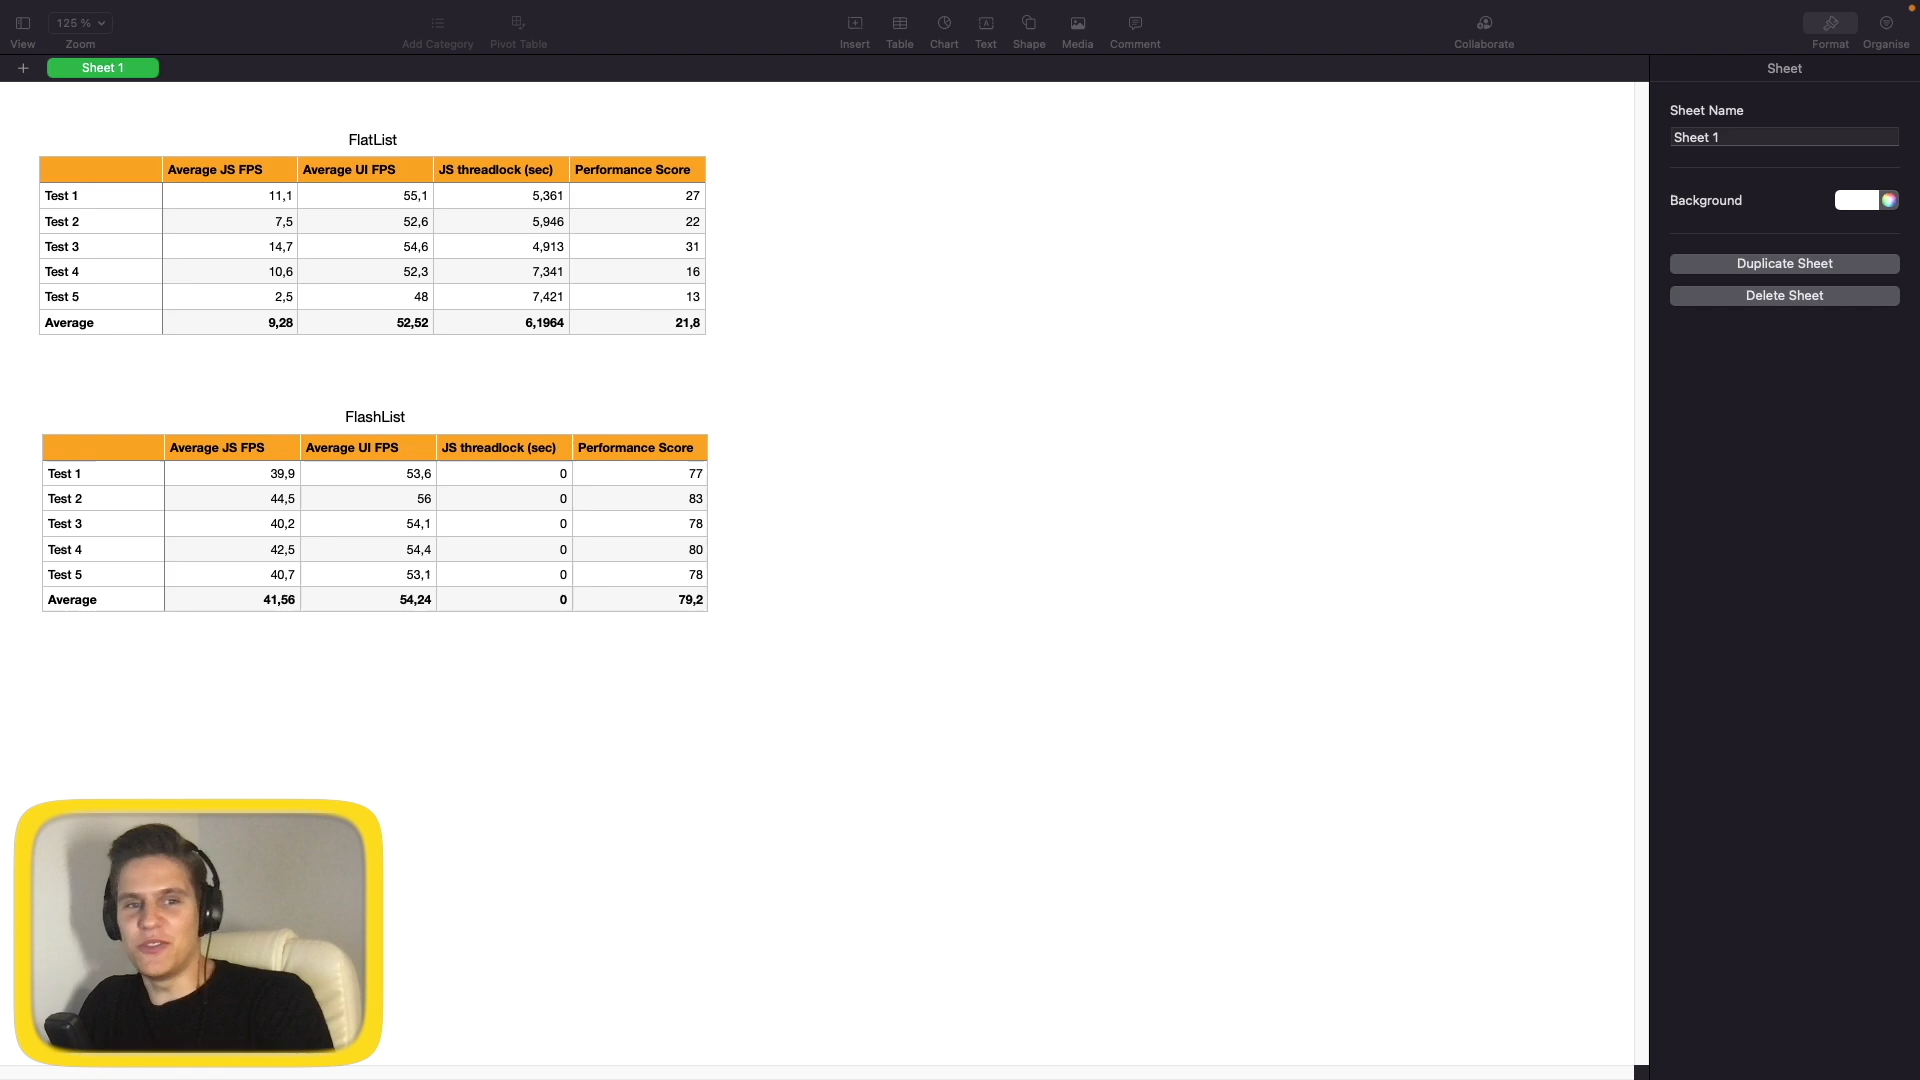 125 %
View
Zoom
Add Category
Pivot Table
Insert
Table
Chart
Text
Shape
Media
Comment
Collaborate
Format
Organise
Sheet 1
Sheet
Sheet Name
Sheet 1
Background
Duplicate Sheet
Delete Sheet
FlatList
Average JS FPS Average UI FPS JS threadlock (sec) Performance Score
Test 1 11,1 55,1 5,361 27
Test 2 7,5 52,6 5,946 22
Test 3 14,7 54,6 4,913 31
Test 4 10,6 52,3 7,341 16
Test 5 2,5 48 7,421 13
Average 9,28 52,52 6,1964 21,8
FlashList
Average JS FPS Average UI FPS JS threadlock (sec) Performance Score
Test 1 39,9 53,6 0 77
Test 2 44,5 56 0 83
Test 3 40,2 54,1 0 78
Test 4 42,5 54,4 0 80
Test 5 40,7 53,1 0 78
Average 41,56 54,24 0 79,2